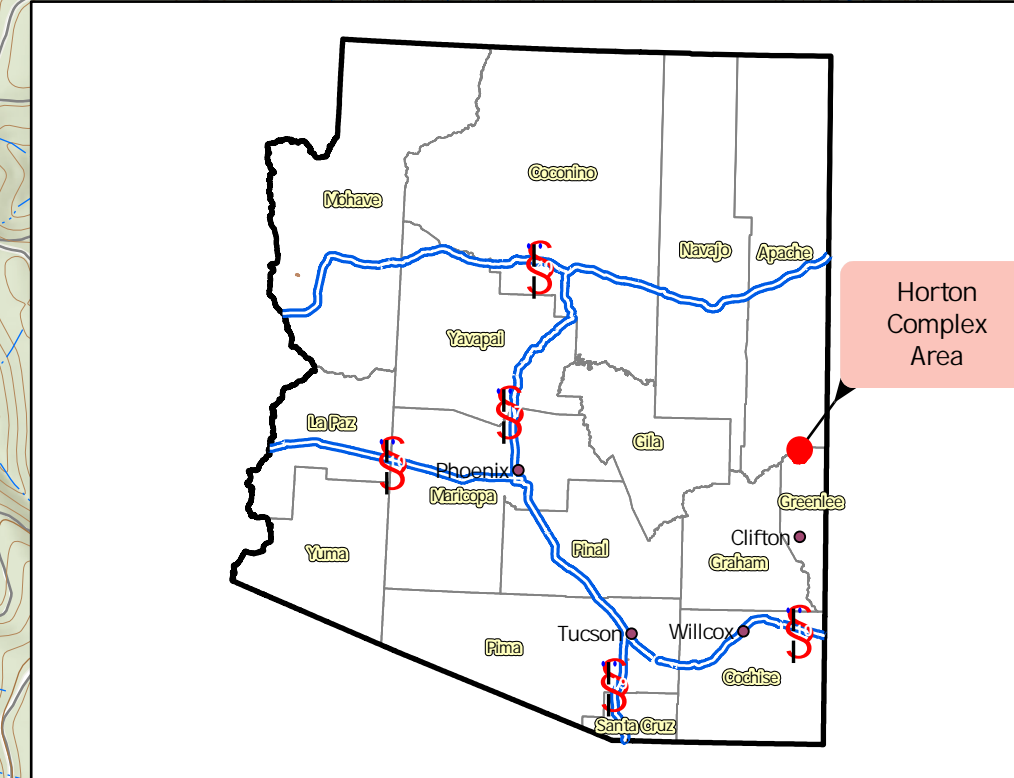 Coconino
Mohave
Navajo
Apache
Horton
Complex
Area
Yavapai
La Paz
Gila
Phoenix
Maricopa
Greenlee
Clifton
Yuma
Pinal
Graham
Tucson
Willcox
Pima
Cochise
Santa Cruz